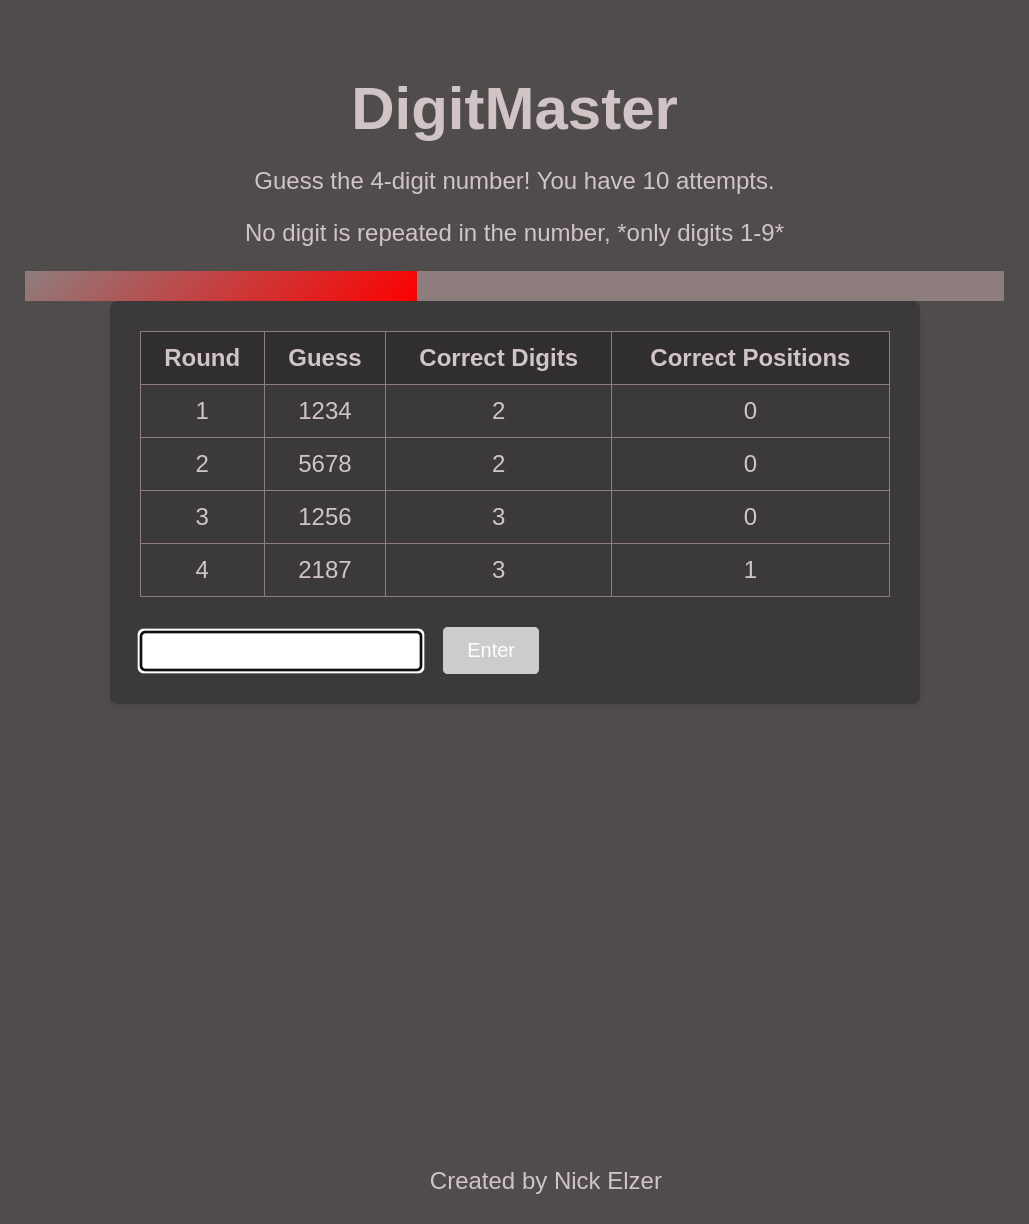 DigitMaster
Guess the 4-digit number! You have 10 attempts.
No digit is repeated in the number, *only digits 1-9*
Round Guess Correct Digits Correct Positions
1 1234 2 0
2 5678 2 0
3 1256 3 0
4 2187 3 1
Enter
Created by Nick Elzer